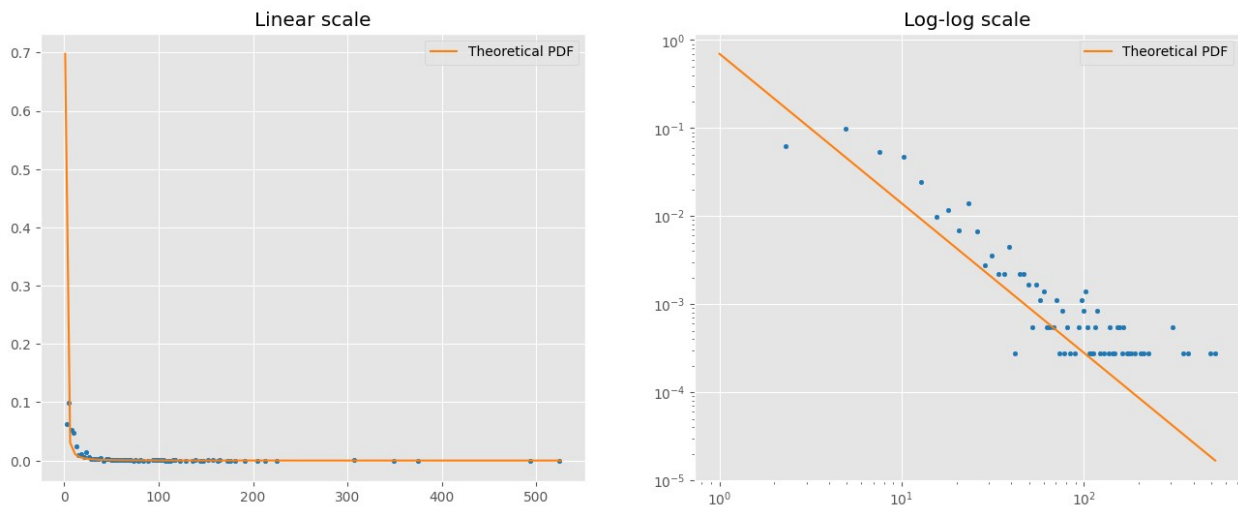 Linear scale
Theoretical PDF
0.7
0.6
0.5
0.4
0.3
0.2
0.1
0.0
0 100 200 300 400 500
Log-log scale
Theoretical PDF
10⁰
10⁻¹
10⁻²
10⁻³
10⁻⁴
10⁻⁵
10⁰ 10¹ 10²